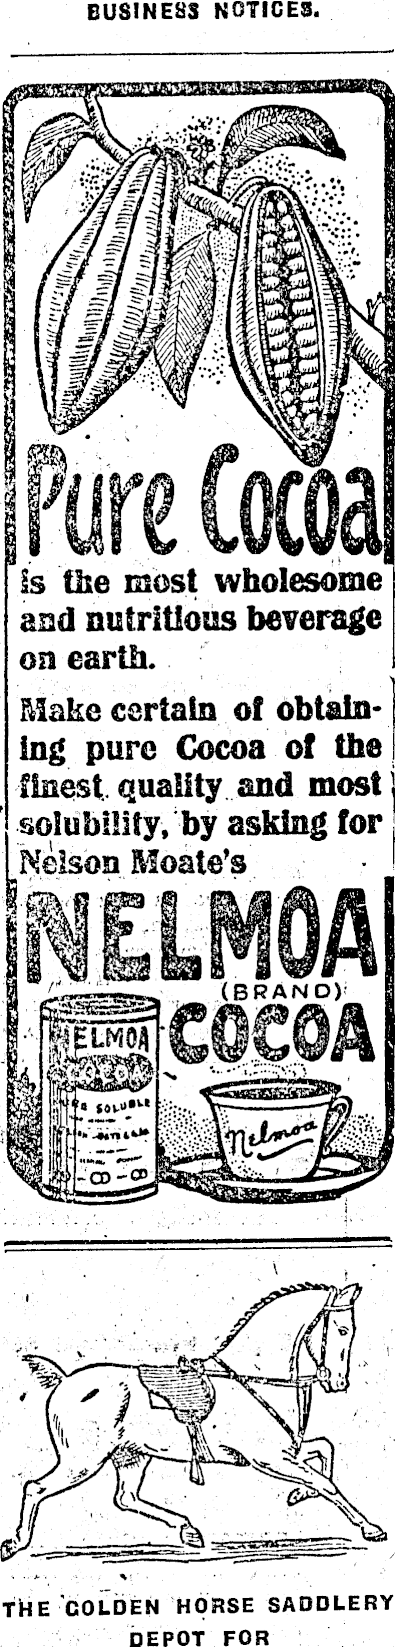 BUSINESS NOTICES.
Pure Cocoa
is the most wholesome
and nutritious beverage
on earth.
Make certain of obtain-
ing pure Cocoa of the
finest quality and most
solubility, by asking for
Nelson Moate's
NELMOA
(BRAND)
COCOA
ELMOA
COCOA
SOLUBLE
Nelmoa
THE GOLDEN HORSE SADDLERY
DEPOT FOR